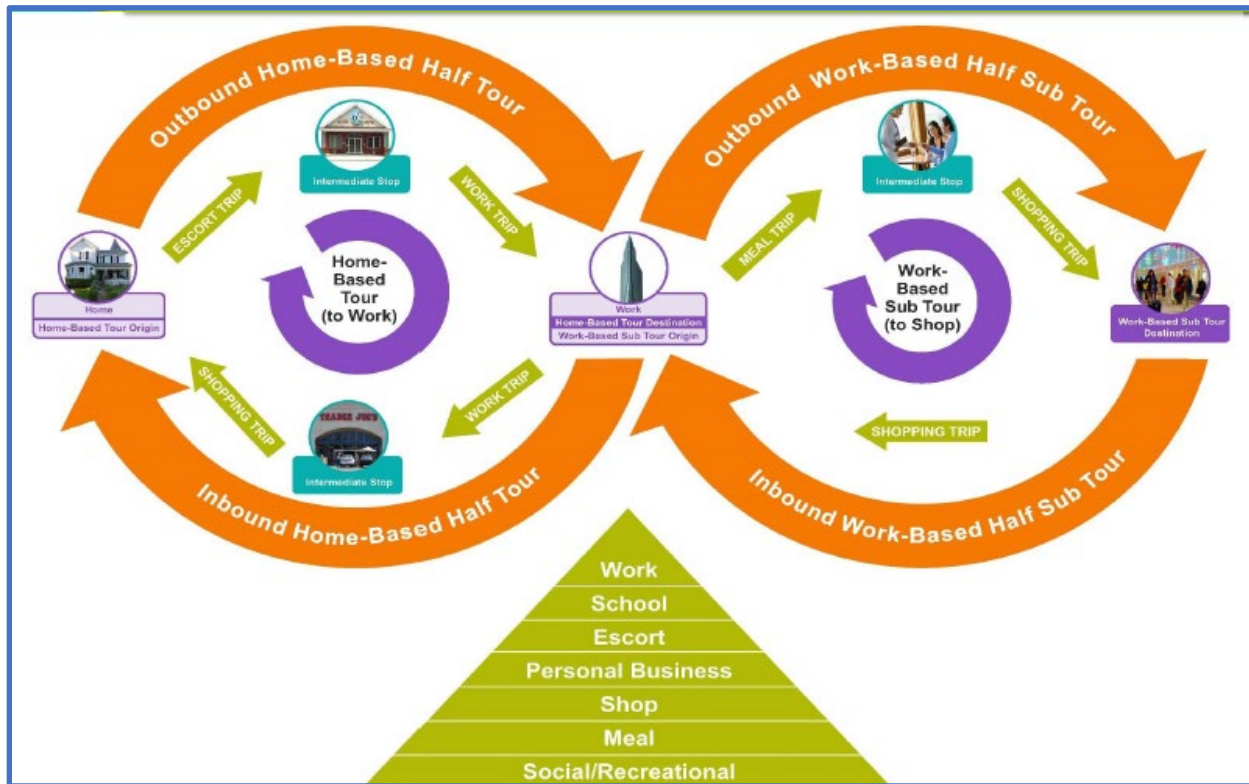 Outbound Home-Based Half Tour
Outbound Work-Based Half Sub Tour
Intermediate Stop
ESCORT TRIP
WORK TRIP
Home-
Based
Tour
(to Work)
Home
Home-Based Tour Origin
Work
Home-Based Tour Destination
Work-Based Sub Tour Origin
SHOPPING TRIP
WORK TRIP
TRADER JOE'S
Intermediate Stop
Inbound Home-Based Half Tour
Intermediate Stop
MEAL TRIP
SHOPPING TRIP
Work-
Based
Sub Tour
(to Shop)
Work-Based Sub Tour
Destination
SHOPPING TRIP
Inbound Work-Based Half Sub Tour
Work
School
Escort
Personal Business
Shop
Meal
Social/Recreational